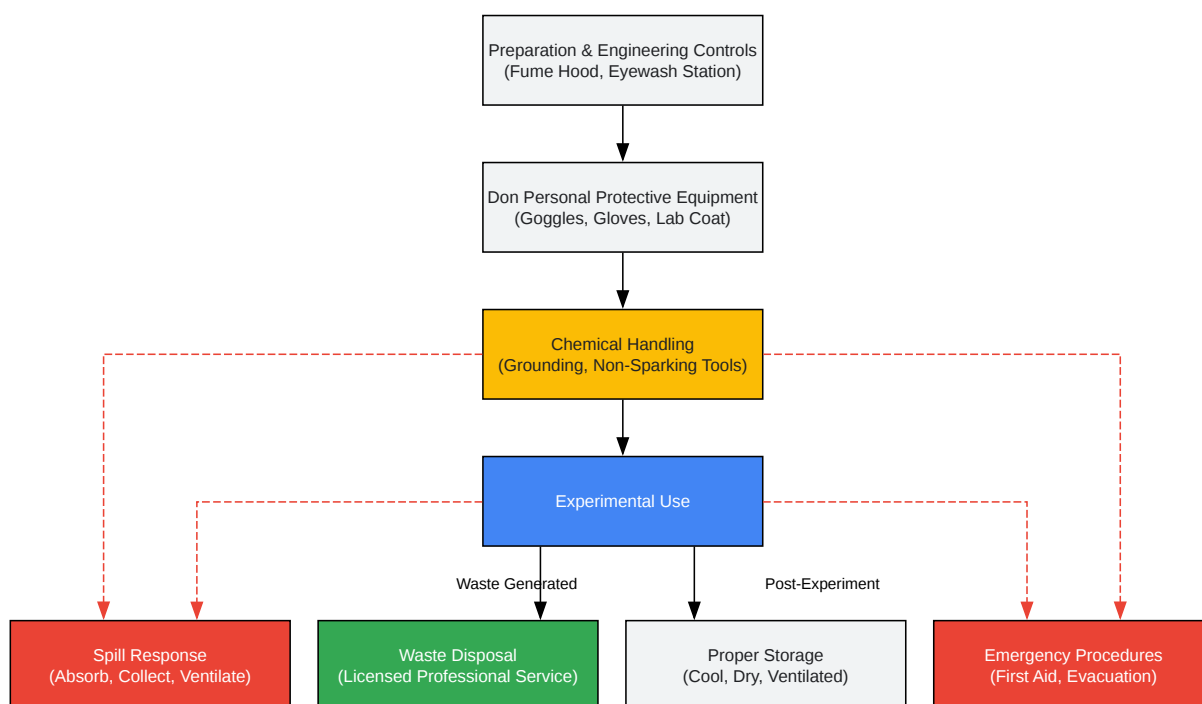 Preparation & Engineering Controls
(Fume Hood, Eyewash Station)
Don Personal Protective Equipment
(Goggles, Gloves, Lab Coat)
Chemical Handling
(Grounding, Non-Sparking Tools)
Experimental Use
Waste Generated
Post-Experiment
Spill Response
(Absorb, Collect, Ventilate)
Waste Disposal
(Licensed Professional Service)
Proper Storage
(Cool, Dry, Ventilated)
Emergency Procedures
(First Aid, Evacuation)